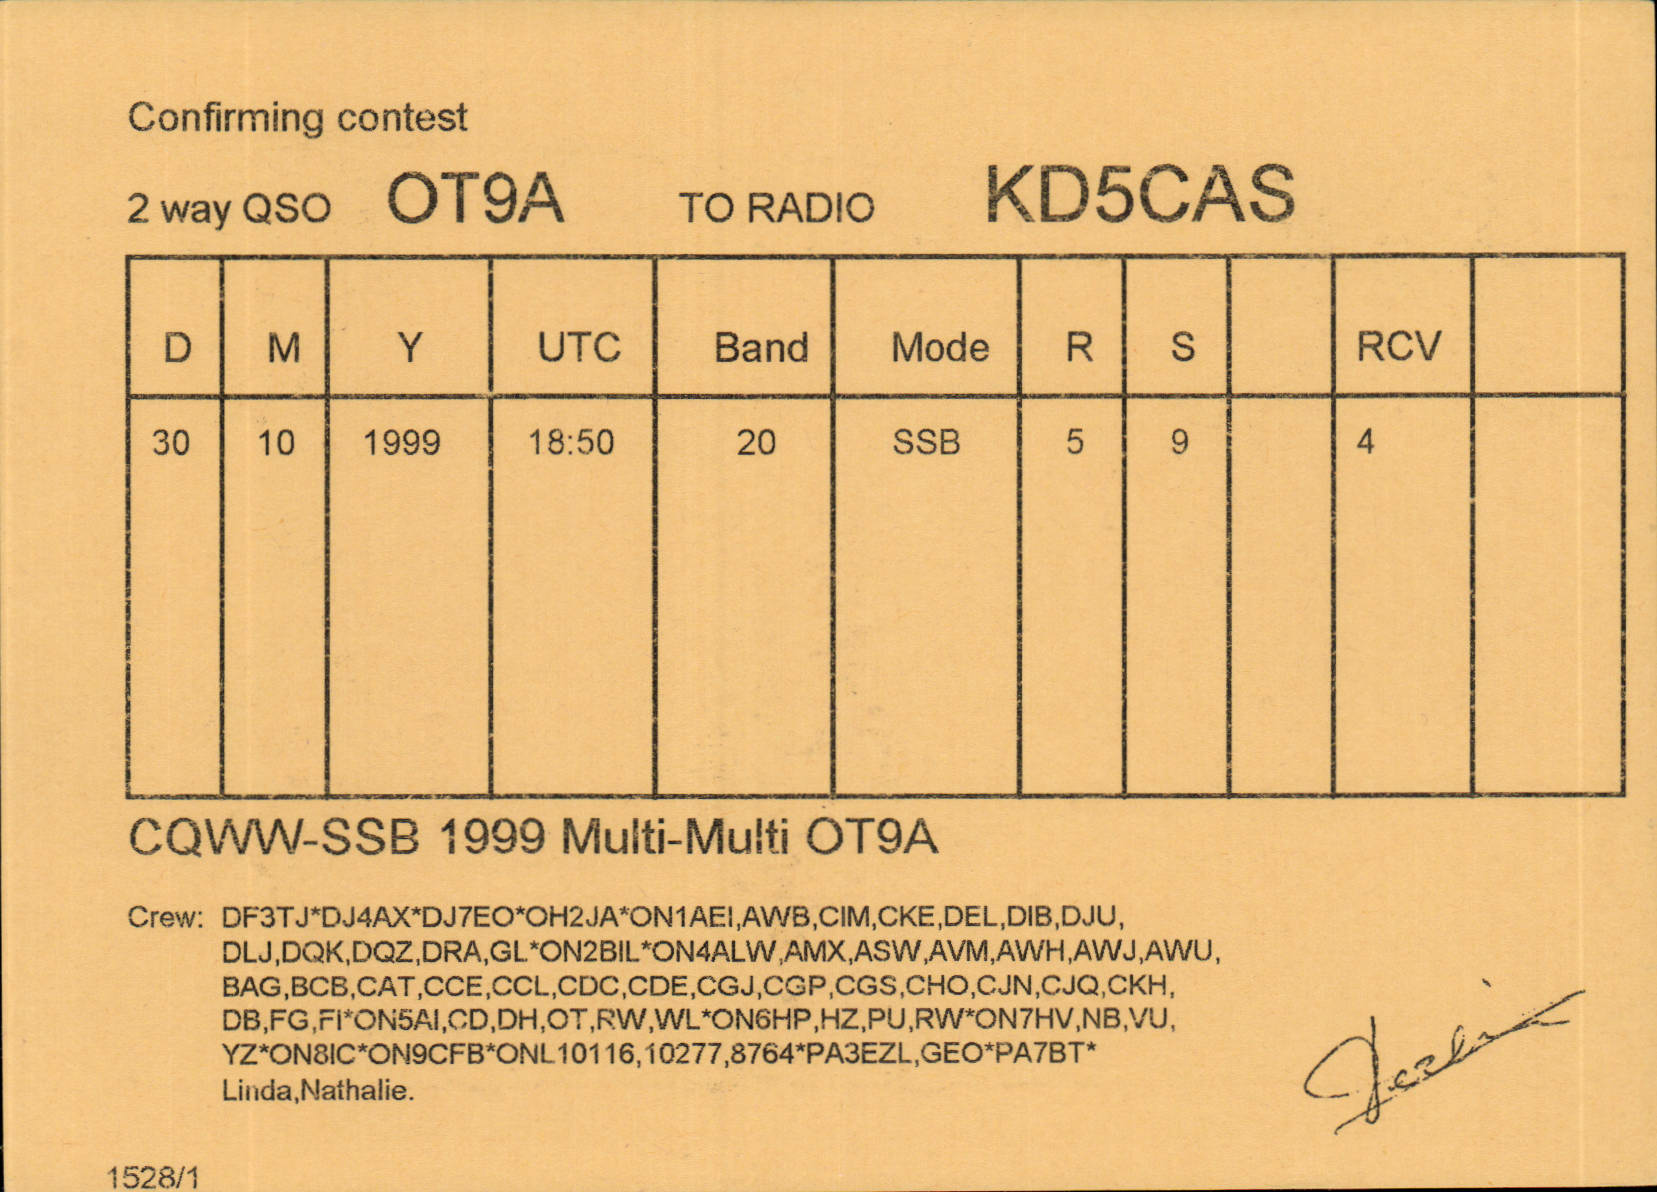 Confirming contest
2 way QSO OT9A TO RADIO KD5CAS
D M Y UTC Band Mode R S RCV
30 10 1999 18:50 20 SSB 5 9 4
CQWW-SSB 1999 Multi-Multi OT9A
Crew: DF3TJ*DJ4AX*DJ7EO*OH2JA*ON1AEI,AWB,CIM,CKE,DEL,DIB,DJU,
DLJ,DQK,DQZ,DRA,GL*ON2BIL*ON4ALW,AMX,ASW,AVM,AWH,AWJ,AWU,
BAG,BCB,CAT,CCE,CCL,CDC,CDE,CGJ,CGP,CGS,CHO,CJN,CJQ,CKH,
DB,FG,FI*ON5AI,CD,DH,OT,RW,WL*ON6HP,HZ,PU,RW*ON7HV,NB,VU,
YZ*ON8IC*ON9CFB*ONL10116,10277,8764*PA3EZL,GEO*PA7BT*
Linda,Nathalie.
1528/1